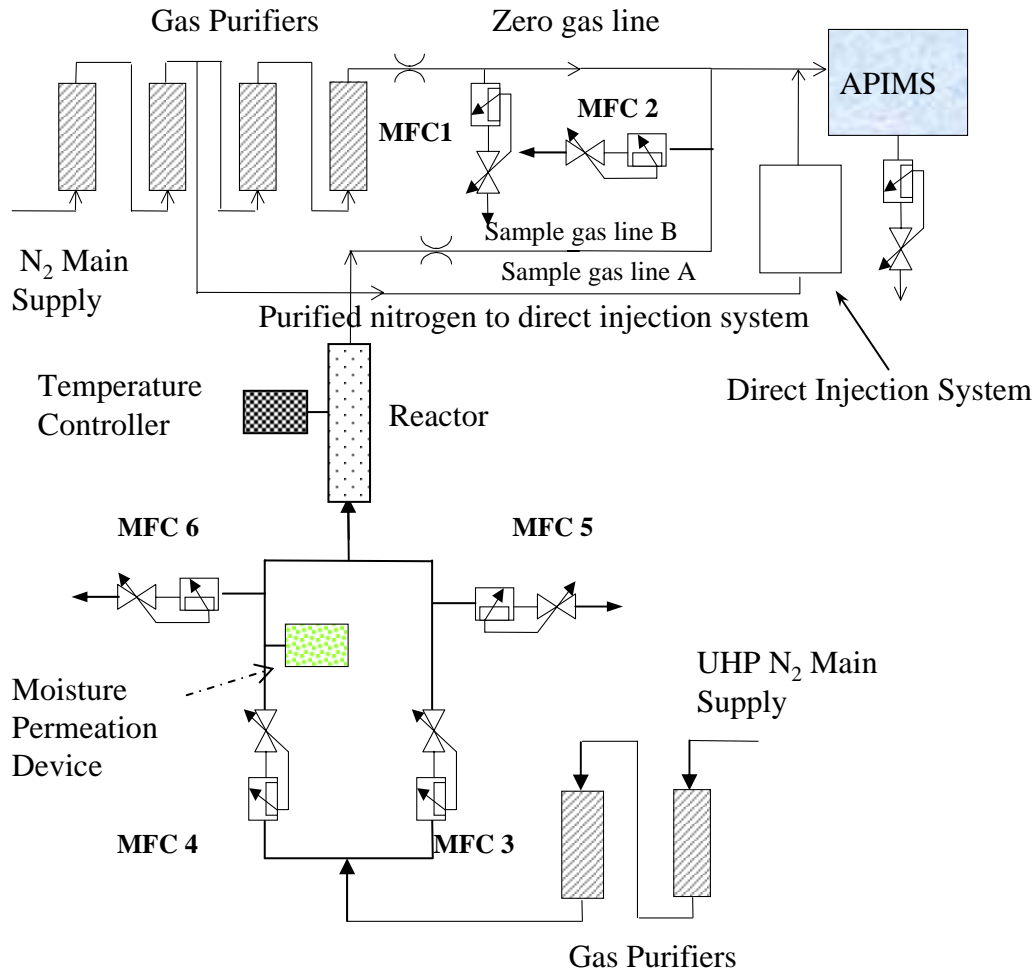 Gas Purifiers
Zero gas line
APIMS
MFC1
MFC 2
Sample gas line B
Sample gas line A
N₂ Main
Supply
Purified nitrogen to direct injection system
Direct Injection System
Temperature
Controller
Reactor
MFC 6
MFC 5
UHP N₂ Main
Supply
Moisture
Permeation
Device
MFC 4
MFC 3
Gas Purifiers